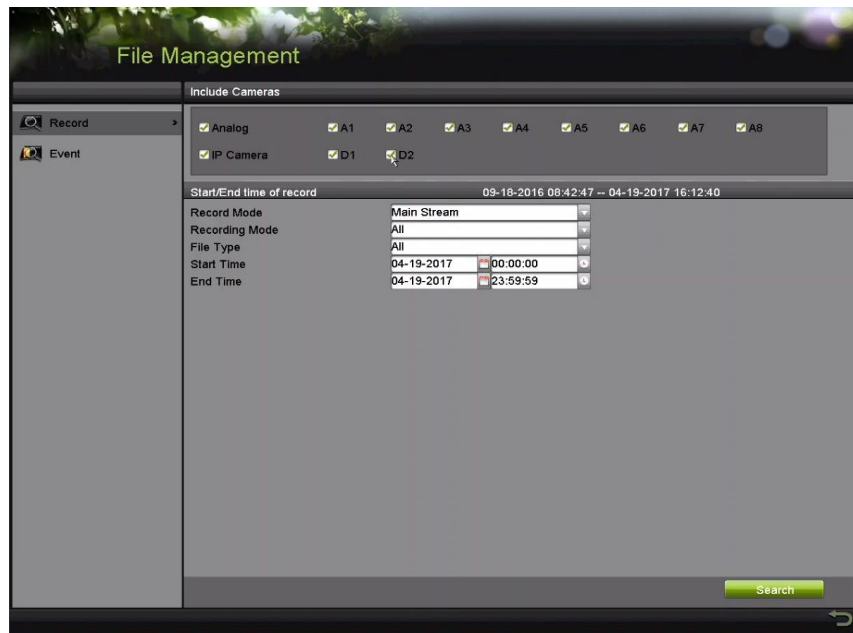 File Management
Include Cameras
Record
Event
Analog A1 A2 A3 A4 A5 A6 A7 A8
IP Camera D1 D2
Start/End time of record 09-18-2016 08:42:47 -- 04-19-2017 16:12:40
Record Mode Main Stream
Recording Mode All
File Type All
Start Time 04-19-2017 00:00:00
End Time 04-19-2017 23:59:59
Search